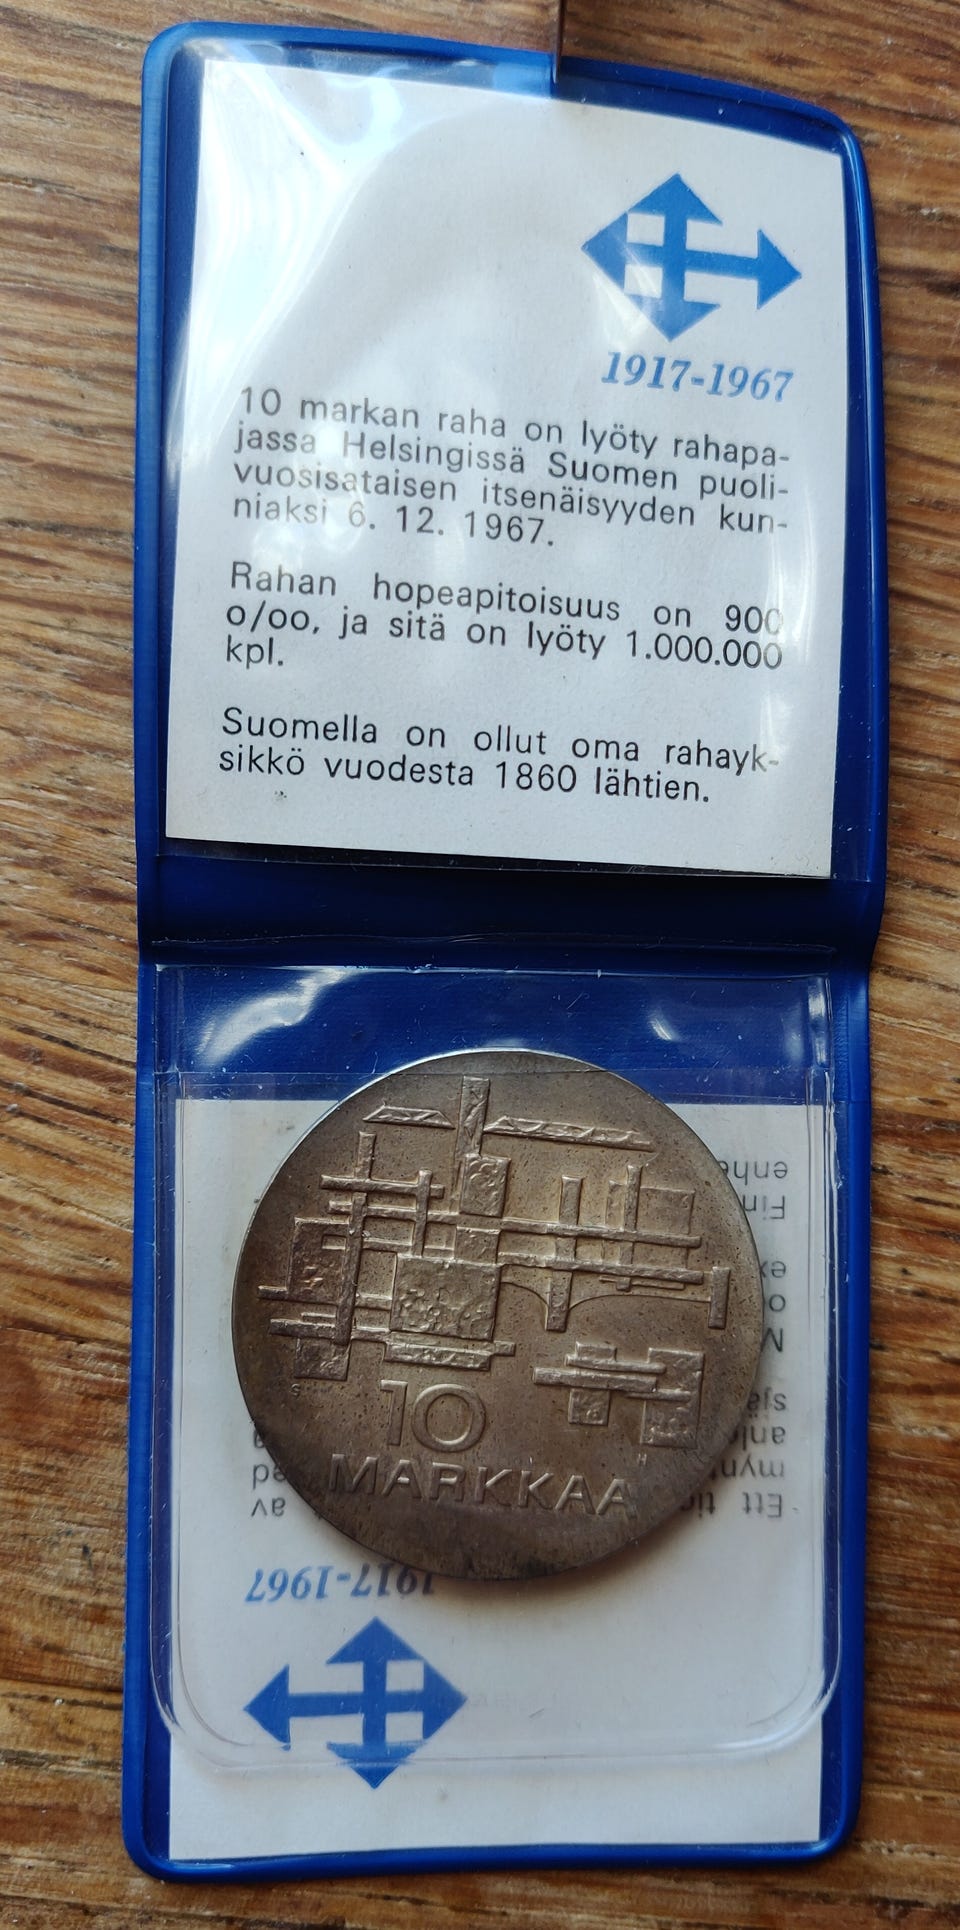 1917-1967
10 markan raha on lyöty rahapa-
jassa Helsingissä Suomen puoli-
vuosisataisen itsenäisyyden kun-
niaksi 6. 12. 1967.
Rahan hopeapitoisuus on 900
o/oo, ja sitä on lyöty 1.000.000
kpl.
Suomella on ollut oma rahayk-
sikkö vuodesta 1860 lähtien.
S
10
H
MARKKAA
1917-1967
Ett av